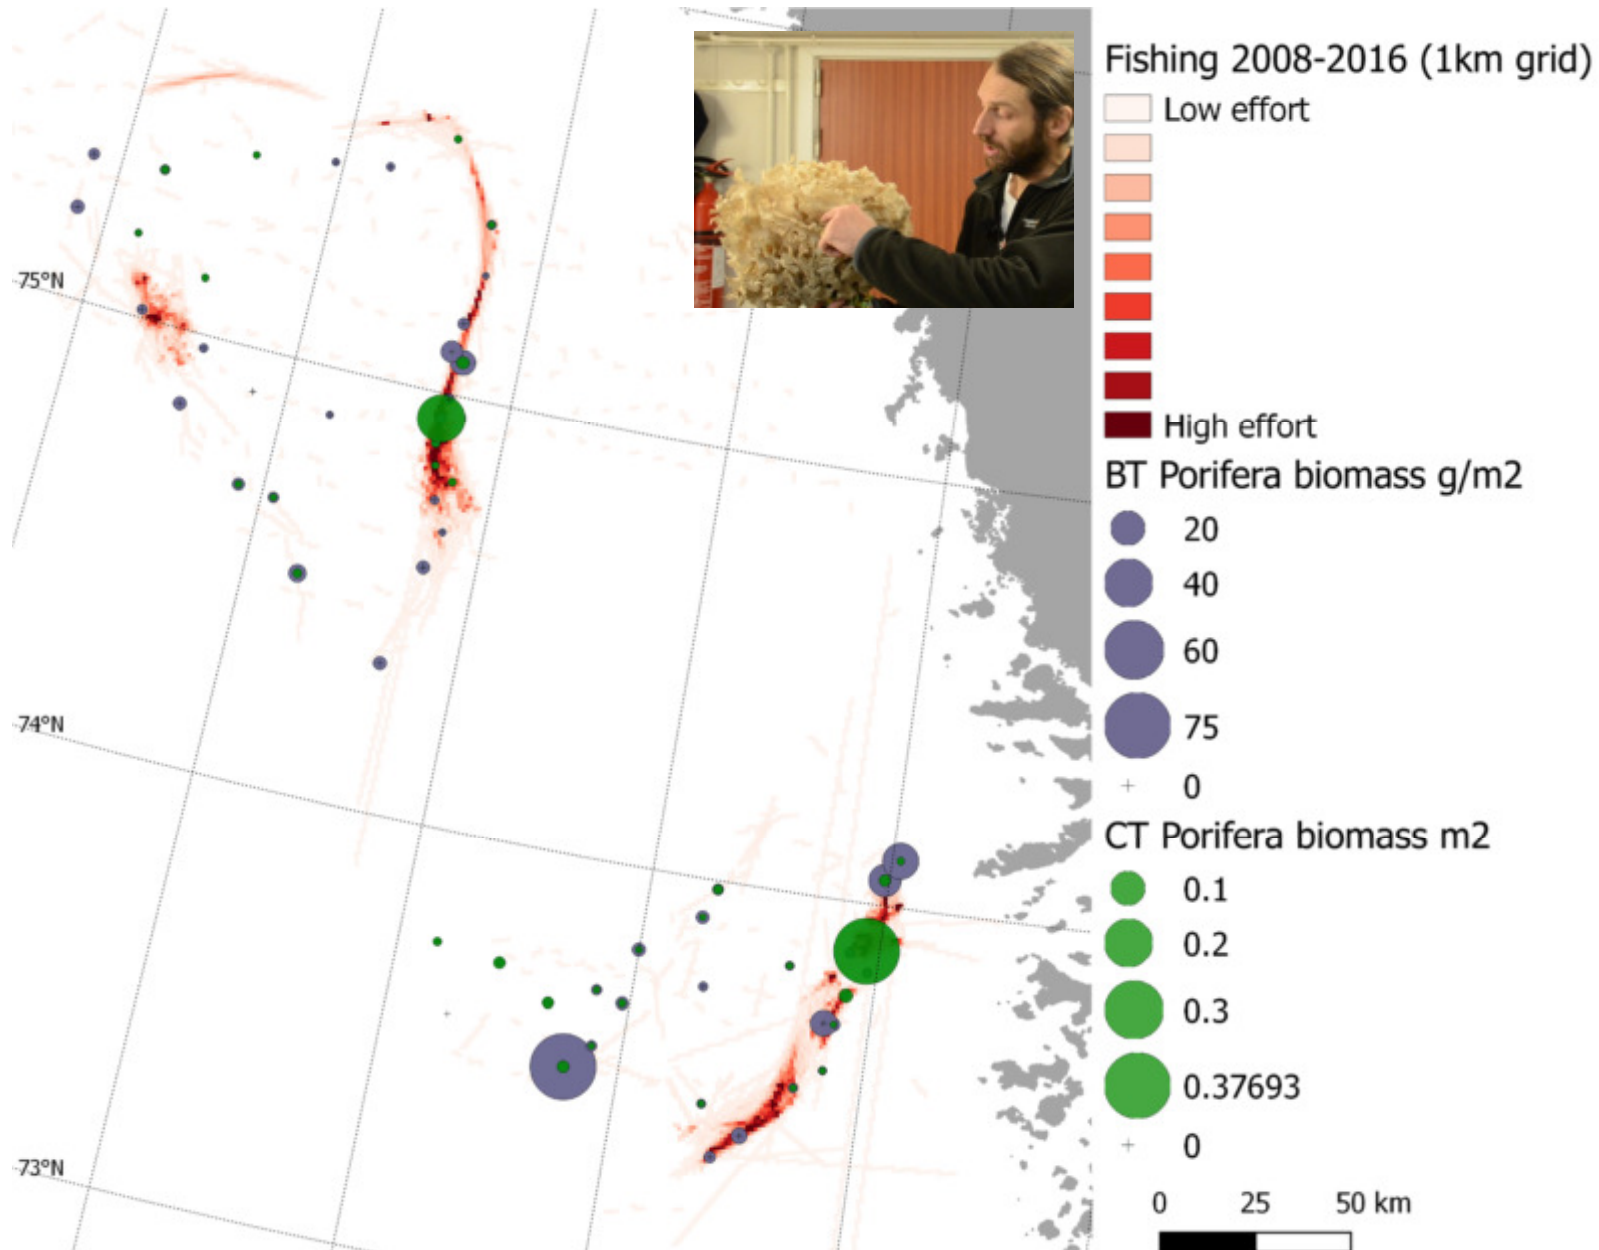 Fishing 2008-2016 (1km grid)
Low effort
High effort
BT Porifera biomass g/m2
20
40
60
75
0
CT Porifera biomass m2
0.1
0.2
0.3
0.37693
0
0 25 50 km
75°N
74°N
73°N